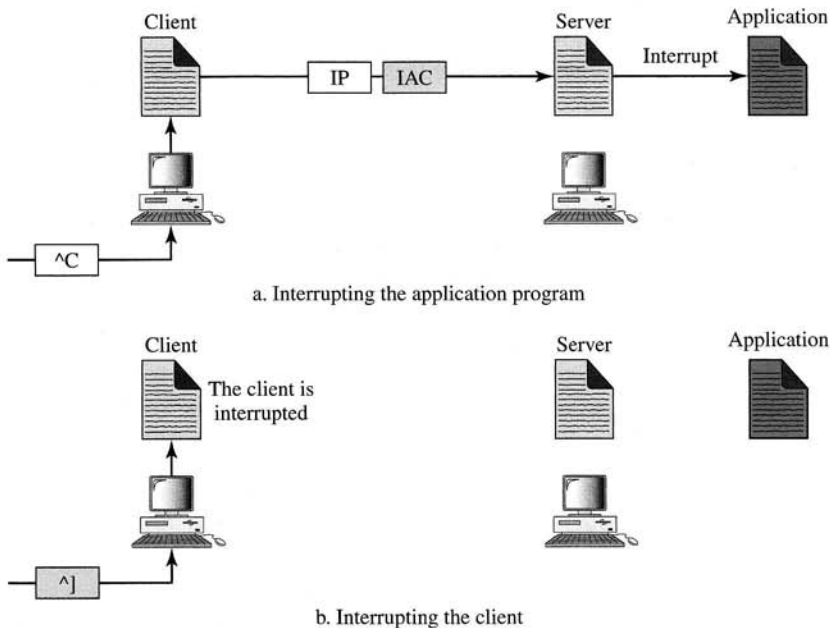 Client
Server
Application
IP
IAC
Interrupt
^C
a. Interrupting the application program
Client
Server
Application
The client is
interrupted
^]
b. Interrupting the client